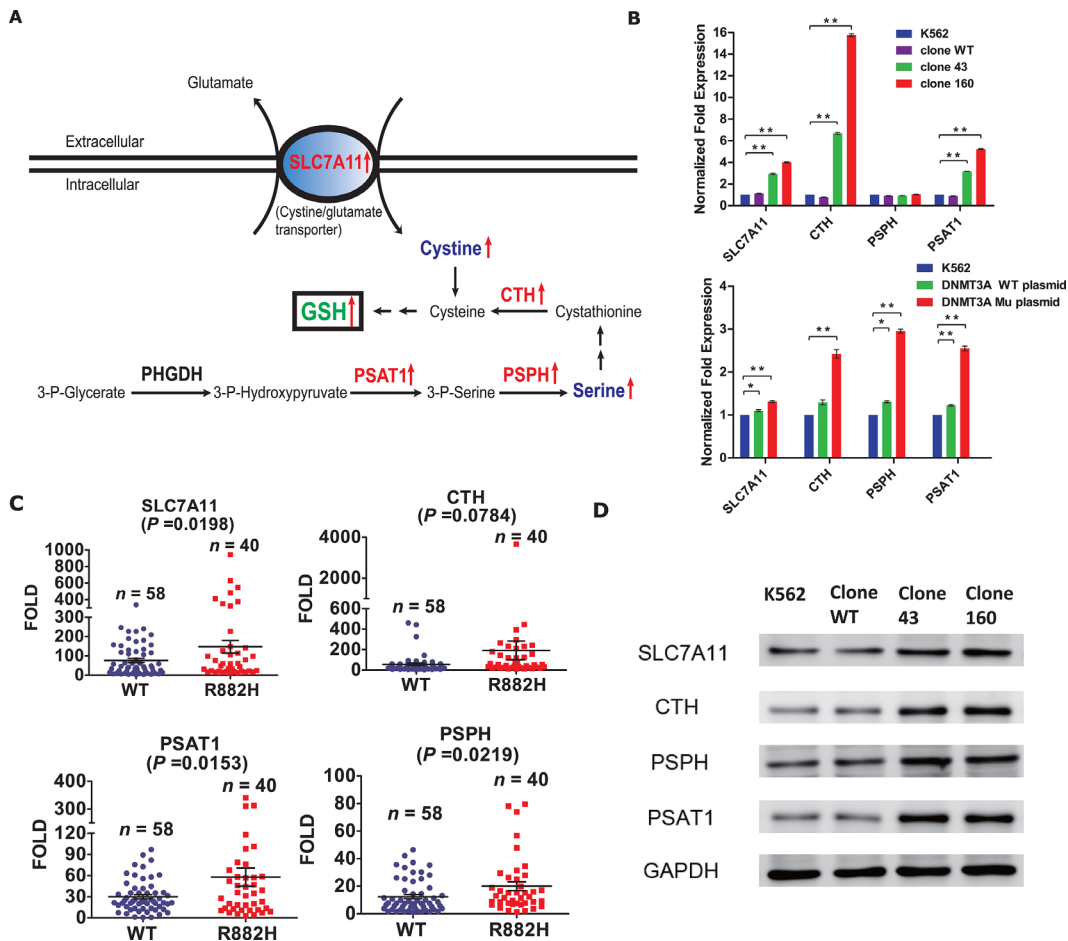 A
Glutamate
Extracellular
Intracellular
SLC7A11
(Cystine/glutamate
transporter)
Cystine
GSH
Cysteine
CTH
Cystathionine
3-P-Glycerate
PHGDH
3-P-Hydroxypyruvate
PSAT1
3-P-Serine
PSPH
Serine
B
Normalized Fold Expression
16
14
12
10
8
6
4
2
0
K562
clone WT
clone 43
clone 160
** ** ** ** ** **
SLC7A11
CTH
PSPH
PSAT1
Normalized Fold Expression
4
3
2
1
0
K562
DNMT3A WT plasmid
DNMT3A Mu plasmid
** * ** ** * ** **
SLC7A11
CTH
PSPH
PSAT1
C
SLC7A11
(P =0.0198)
n = 40
n = 58
FOLD
1000
800
600
400
300
200
100
0
WT R882H
CTH
(P =0.0784)
n = 40
n = 58
FOLD
4000
2000
600
400
200
0
WT R882H
PSAT1
(P =0.0153)
n = 40
n = 58
FOLD
400
300
120
90
60
30
0
WT R882H
PSPH
(P =0.0219)
n = 40
n = 58
FOLD
100
80
60
40
20
0
WT R882H
D
K562 Clone WT Clone 43 Clone 160
SLC7A11
CTH
PSPH
PSAT1
GAPDH